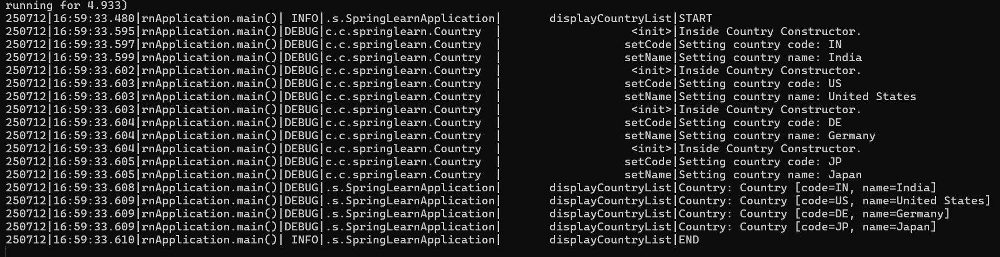 running for 4.933)
250712|16:59:33.480|rnApplication.main()| INFO|.s.SpringLearnApplication|       displayCountryList|START
250712|16:59:33.595|rnApplication.main()|DEBUG|c.c.springlearn.Country  |                   <init>|Inside Country Constructor.
250712|16:59:33.597|rnApplication.main()|DEBUG|c.c.springlearn.Country  |                  setCode|Setting country code: IN
250712|16:59:33.599|rnApplication.main()|DEBUG|c.c.springlearn.Country  |                  setName|Setting country name: India
250712|16:59:33.602|rnApplication.main()|DEBUG|c.c.springlearn.Country  |                   <init>|Inside Country Constructor.
250712|16:59:33.603|rnApplication.main()|DEBUG|c.c.springlearn.Country  |                  setCode|Setting country code: US
250712|16:59:33.603|rnApplication.main()|DEBUG|c.c.springlearn.Country  |                  setName|Setting country name: United States
250712|16:59:33.603|rnApplication.main()|DEBUG|c.c.springlearn.Country  |                   <init>|Inside Country Constructor.
250712|16:59:33.604|rnApplication.main()|DEBUG|c.c.springlearn.Country  |                  setCode|Setting country code: DE
250712|16:59:33.604|rnApplication.main()|DEBUG|c.c.springlearn.Country  |                  setName|Setting country name: Germany
250712|16:59:33.604|rnApplication.main()|DEBUG|c.c.springlearn.Country  |                   <init>|Inside Country Constructor.
250712|16:59:33.605|rnApplication.main()|DEBUG|c.c.springlearn.Country  |                  setCode|Setting country code: JP
250712|16:59:33.605|rnApplication.main()|DEBUG|c.c.springlearn.Country  |                  setName|Setting country name: Japan
250712|16:59:33.608|rnApplication.main()|DEBUG|.s.SpringLearnApplication|       displayCountryList|Country: Country [code=IN, name=India]
250712|16:59:33.609|rnApplication.main()|DEBUG|.s.SpringLearnApplication|       displayCountryList|Country: Country [code=US, name=United States]
250712|16:59:33.609|rnApplication.main()|DEBUG|.s.SpringLearnApplication|       displayCountryList|Country: Country [code=DE, name=Germany]
250712|16:59:33.609|rnApplication.main()|DEBUG|.s.SpringLearnApplication|       displayCountryList|Country: Country [code=JP, name=Japan]
250712|16:59:33.610|rnApplication.main()| INFO|.s.SpringLearnApplication|       displayCountryList|END